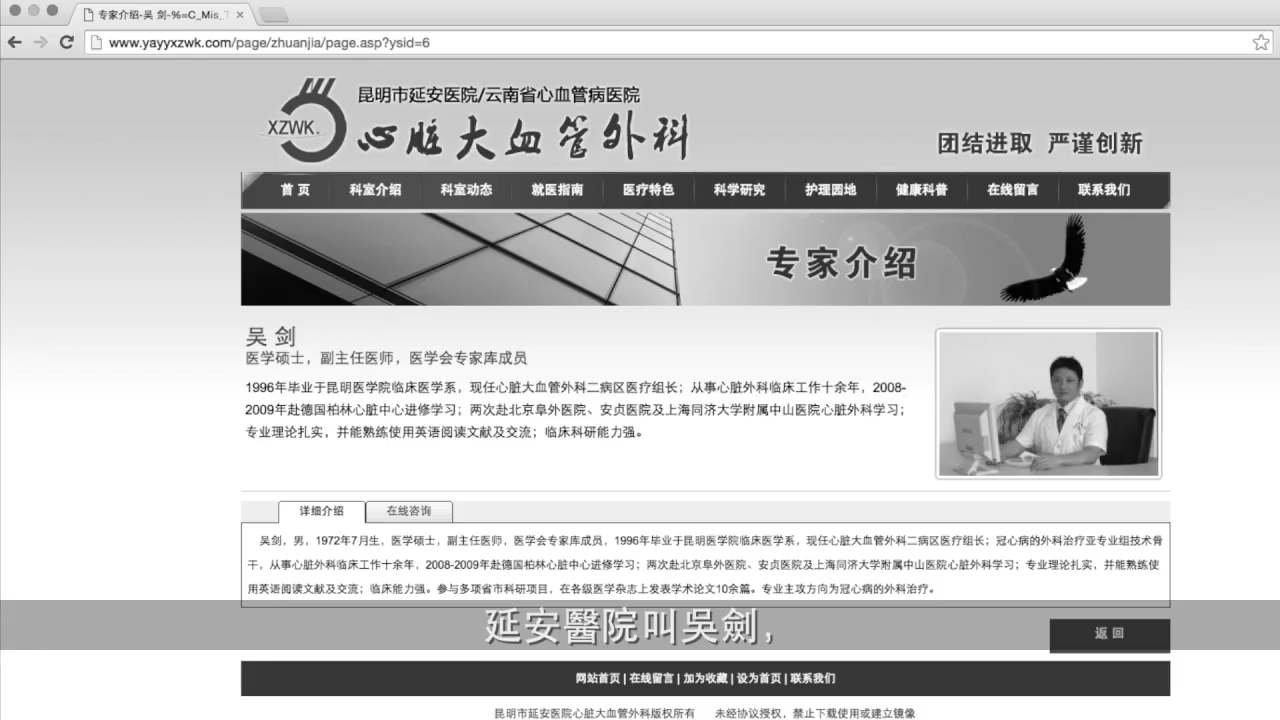 专家介绍-吴 剑-%=C_Mis_T
www.yayyxzwk.com/page/zhuanjia/page.asp?ysid=6
昆明市延安医院/云南省心血管病医院
XZWK.
心脏大血管外科
团结进取 严谨创新
首 页 科室介绍 科室动态 就医指南 医疗特色 科学研究 护理园地 健康科普 在线留言 联系我们
专家介绍
吴 剑
医学硕士，副主任医师，医学会专家库成员
1996年毕业于昆明医学院临床医学系，现任心脏大血管外科二病区医疗组长；从事心脏外科临床工作十余年，2008-
2009年赴德国柏林心脏中心进修学习；两次赴北京阜外医院、安贞医院及上海同济大学附属中山医院心脏外科学习；
专业理论扎实，并能熟练使用英语阅读文献及交流；临床科研能力强。
详细介绍 在线咨询
吴剑，男，1972年7月生，医学硕士，副主任医师，医学会专家库成员，1996年毕业于昆明医学院临床医学系，现任心脏大血管外科二病区医疗组长；冠心病的外科治疗亚专业组技术骨
干，从事心脏外科临床工作十余年，2008-2009年赴德国柏林心脏中心进修学习；两次赴北京阜外医院、安贞医院及上海同济大学附属中山医院心脏外科学习；专业理论扎实，并能熟练使
用英语阅读文献及交流；临床能力强。参与多项省市科研项目，在各级医学杂志上发表学术论文10余篇。专业主攻方向为冠心病的外科治疗。
延安醫院叫吳劍，
返 回
网站首页 | 在线留言 | 加为收藏 | 设为首页 | 联系我们
昆明市延安医院心脏大血管外科版权所有 未经协议授权，禁止下载使用或建立镜像